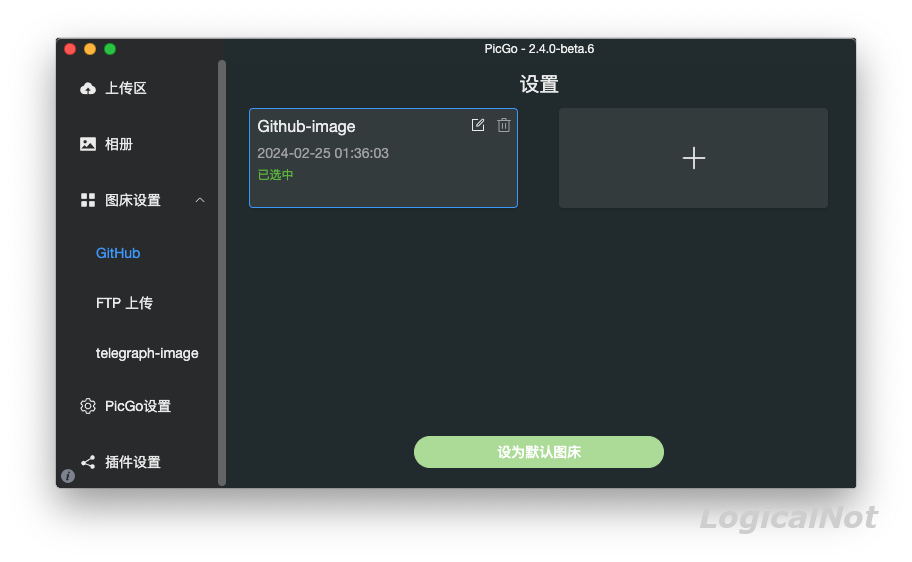 PicGo - 2.4.0-beta.6
上传区
相册
图床设置
GitHub
FTP 上传
telegraph-image
PicGo设置
插件设置
设置
Github-image
2024-02-25 01:36:03
已选中
设为默认图床
LogicalNot